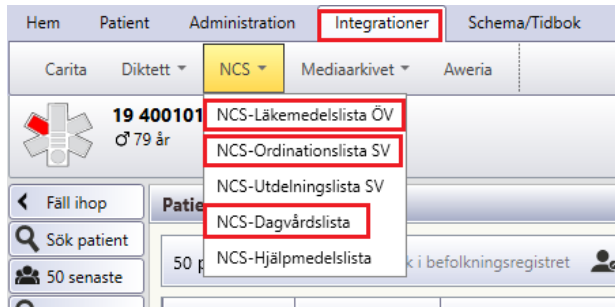 Hem Patient Administration Integrationer Schema/Tidbok
Carita Diktett NCS Mediaarkivet Aweria
19 400101
♂ 79 år
NCS-Läkemedelslista ÖV
NCS-Ordinationslista SV
NCS-Utdelningslista SV
NCS-Dagvårdslista
NCS-Hjälpmedelslista
Fäll ihop
Sök patient
50 senaste
Patie
50 p
k i befolkningsregistret